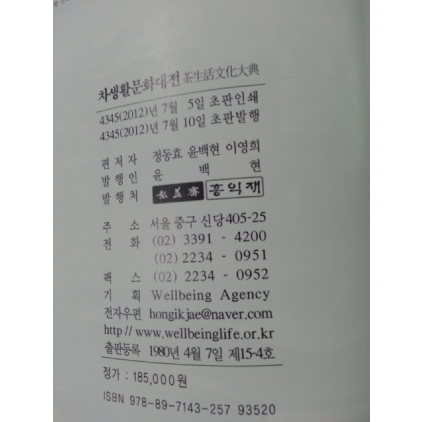 차생활문화대전 茶生活文化大典
4345(2012)년 7월 5일 초판인쇄
4345(2012)년 7월 10일 초판발행
편저자 정동효 윤백현 이영희
발행인 윤 백 현
발행처 弘益齋 홍익재
주 소 서울 중구 신당405-25
전 화 (02) 3391 - 4200
(02) 2234 - 0951
팩 스 (02) 2234 - 0952
기 획 Wellbeing Agency
전자우편 hongikjae@naver.com
http// www.wellbeinglife.or.kr
출판등록 1980년 4월 7일 제15-4호
정가 : 185,000원
ISBN 978-89-7143-257 93520